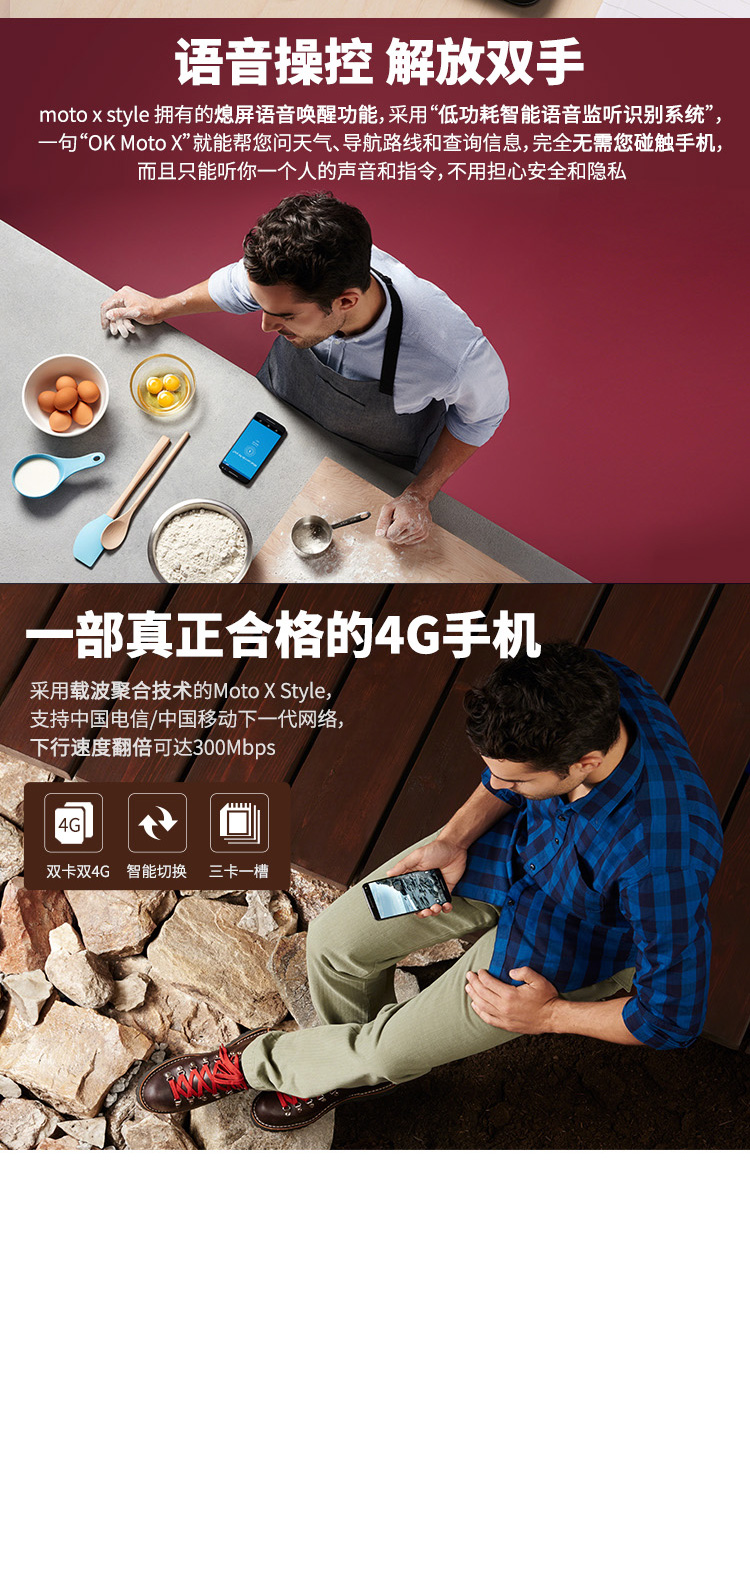 语音操控 解放双手
moto x style 拥有的熄屏语音唤醒功能，采用“低功耗智能语音监听识别系统”，
一句“OK Moto X”就能帮您问天气、导航路线和查询信息，完全无需您碰触手机，
而且只能听你一个人的声音和指令，不用担心安全和隐私
一部真正合格的4G手机
采用载波聚合技术的Moto X Style，
支持中国电信/中国移动下一代网络，
下行速度翻倍可达300Mbps
4G
双卡双4G 智能切换 三卡一槽